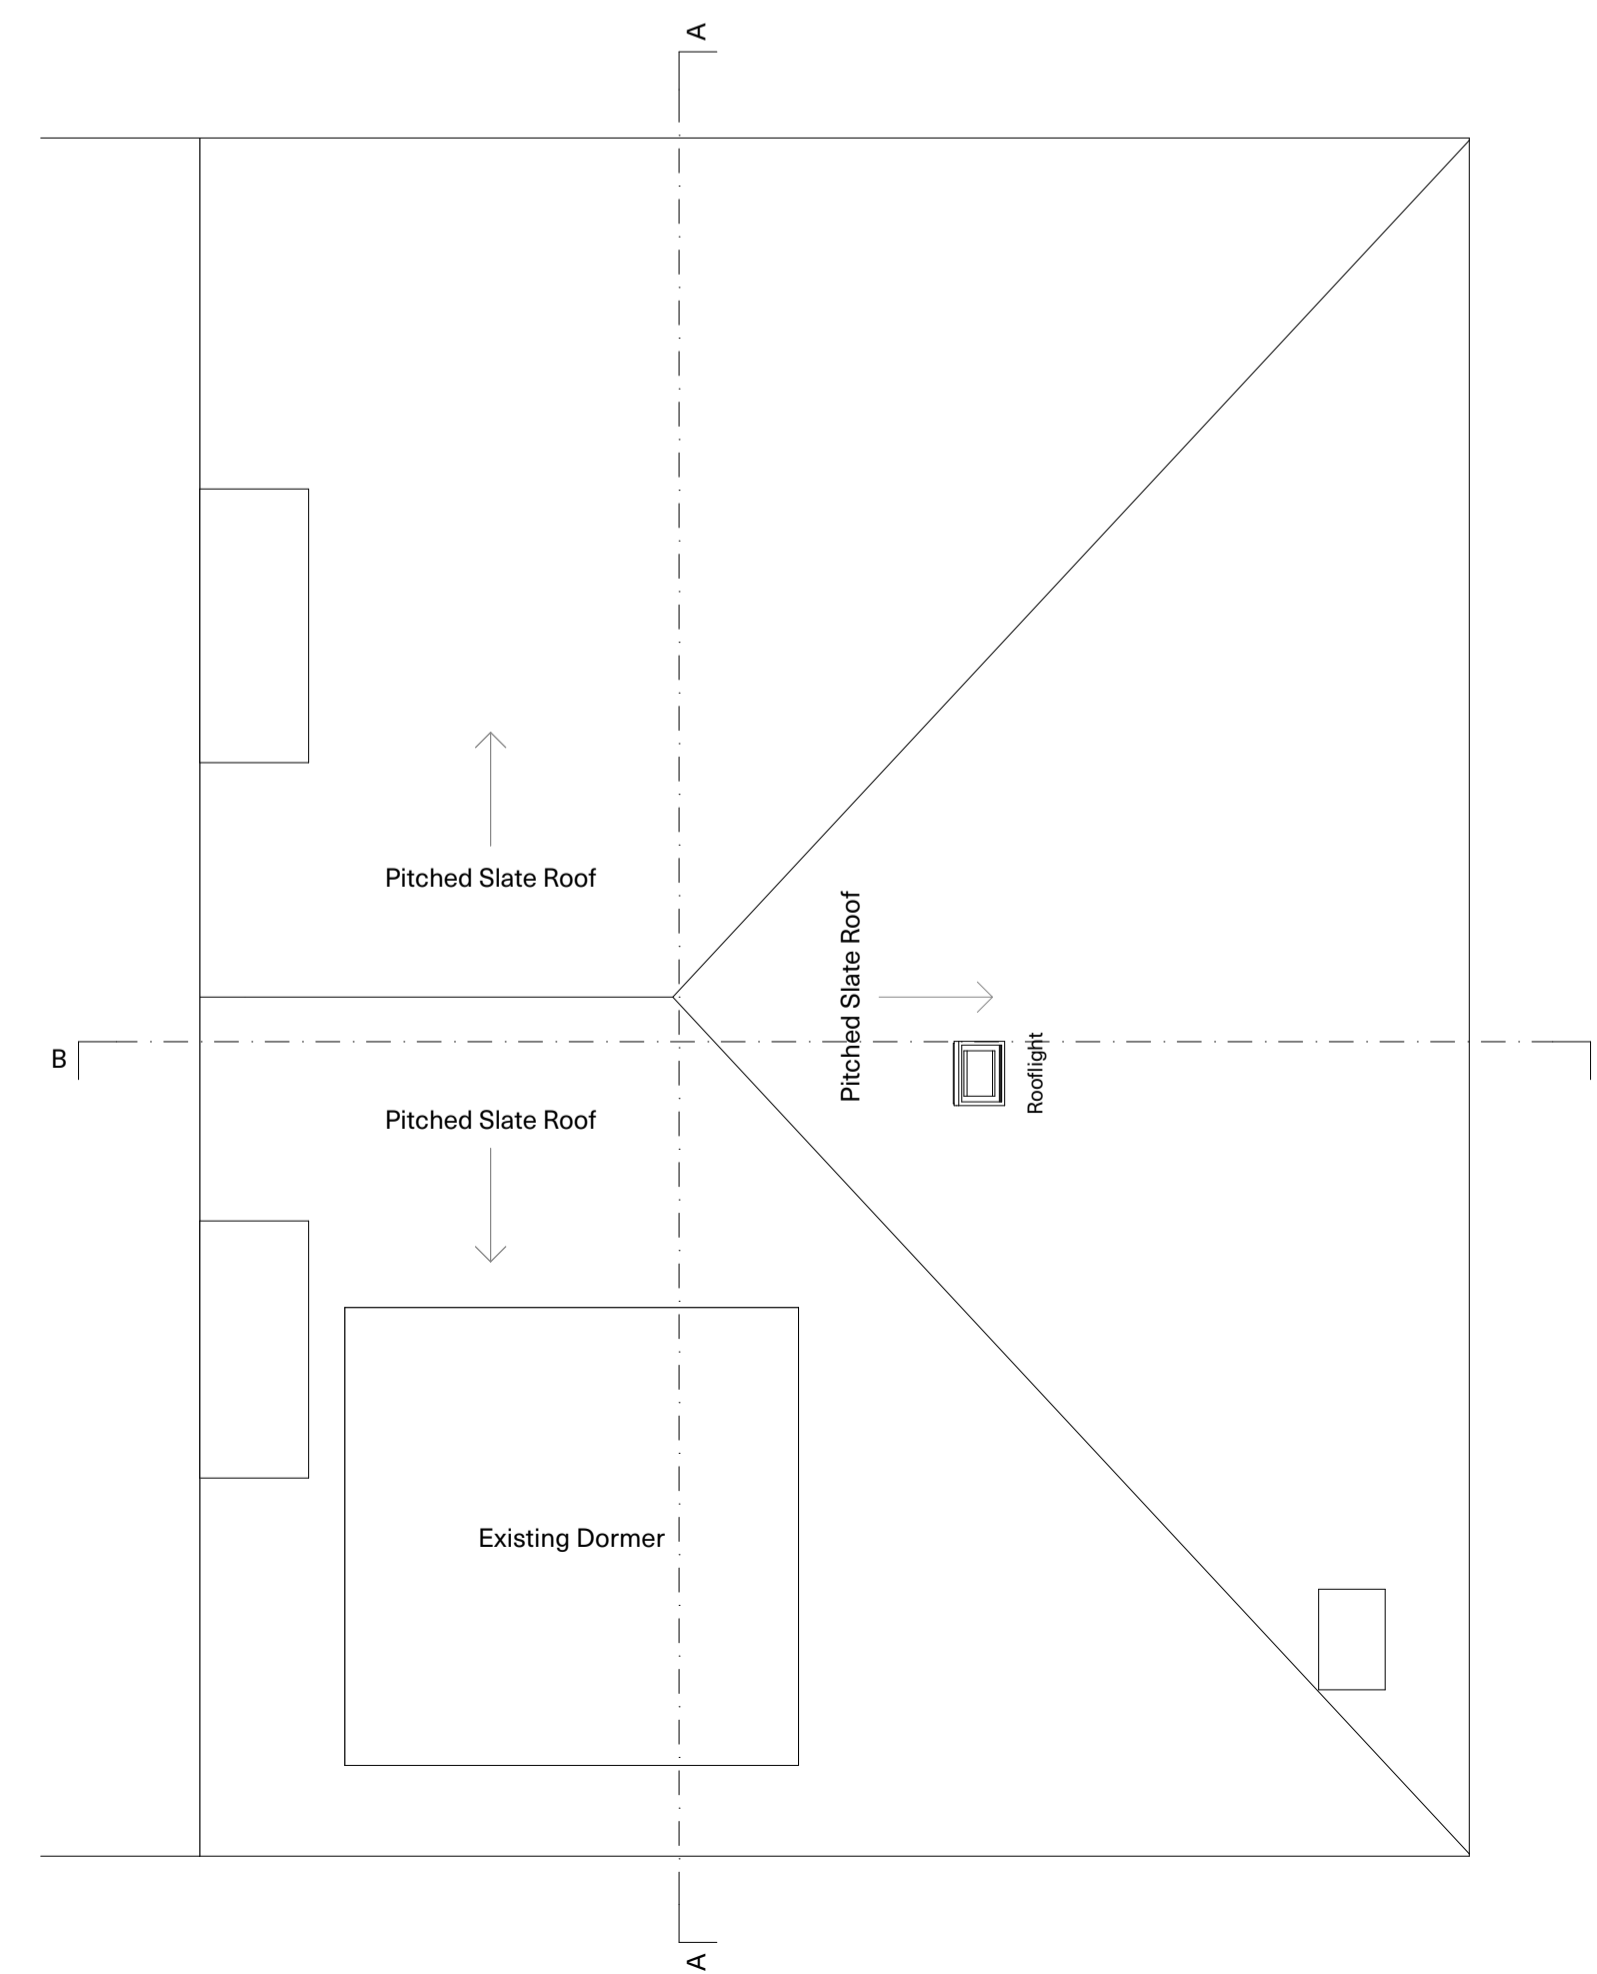 A
Pitched Slate Roof
Pitched Slate Roof
B
Rooflight
Pitched Slate Roof
Existing Dormer
A